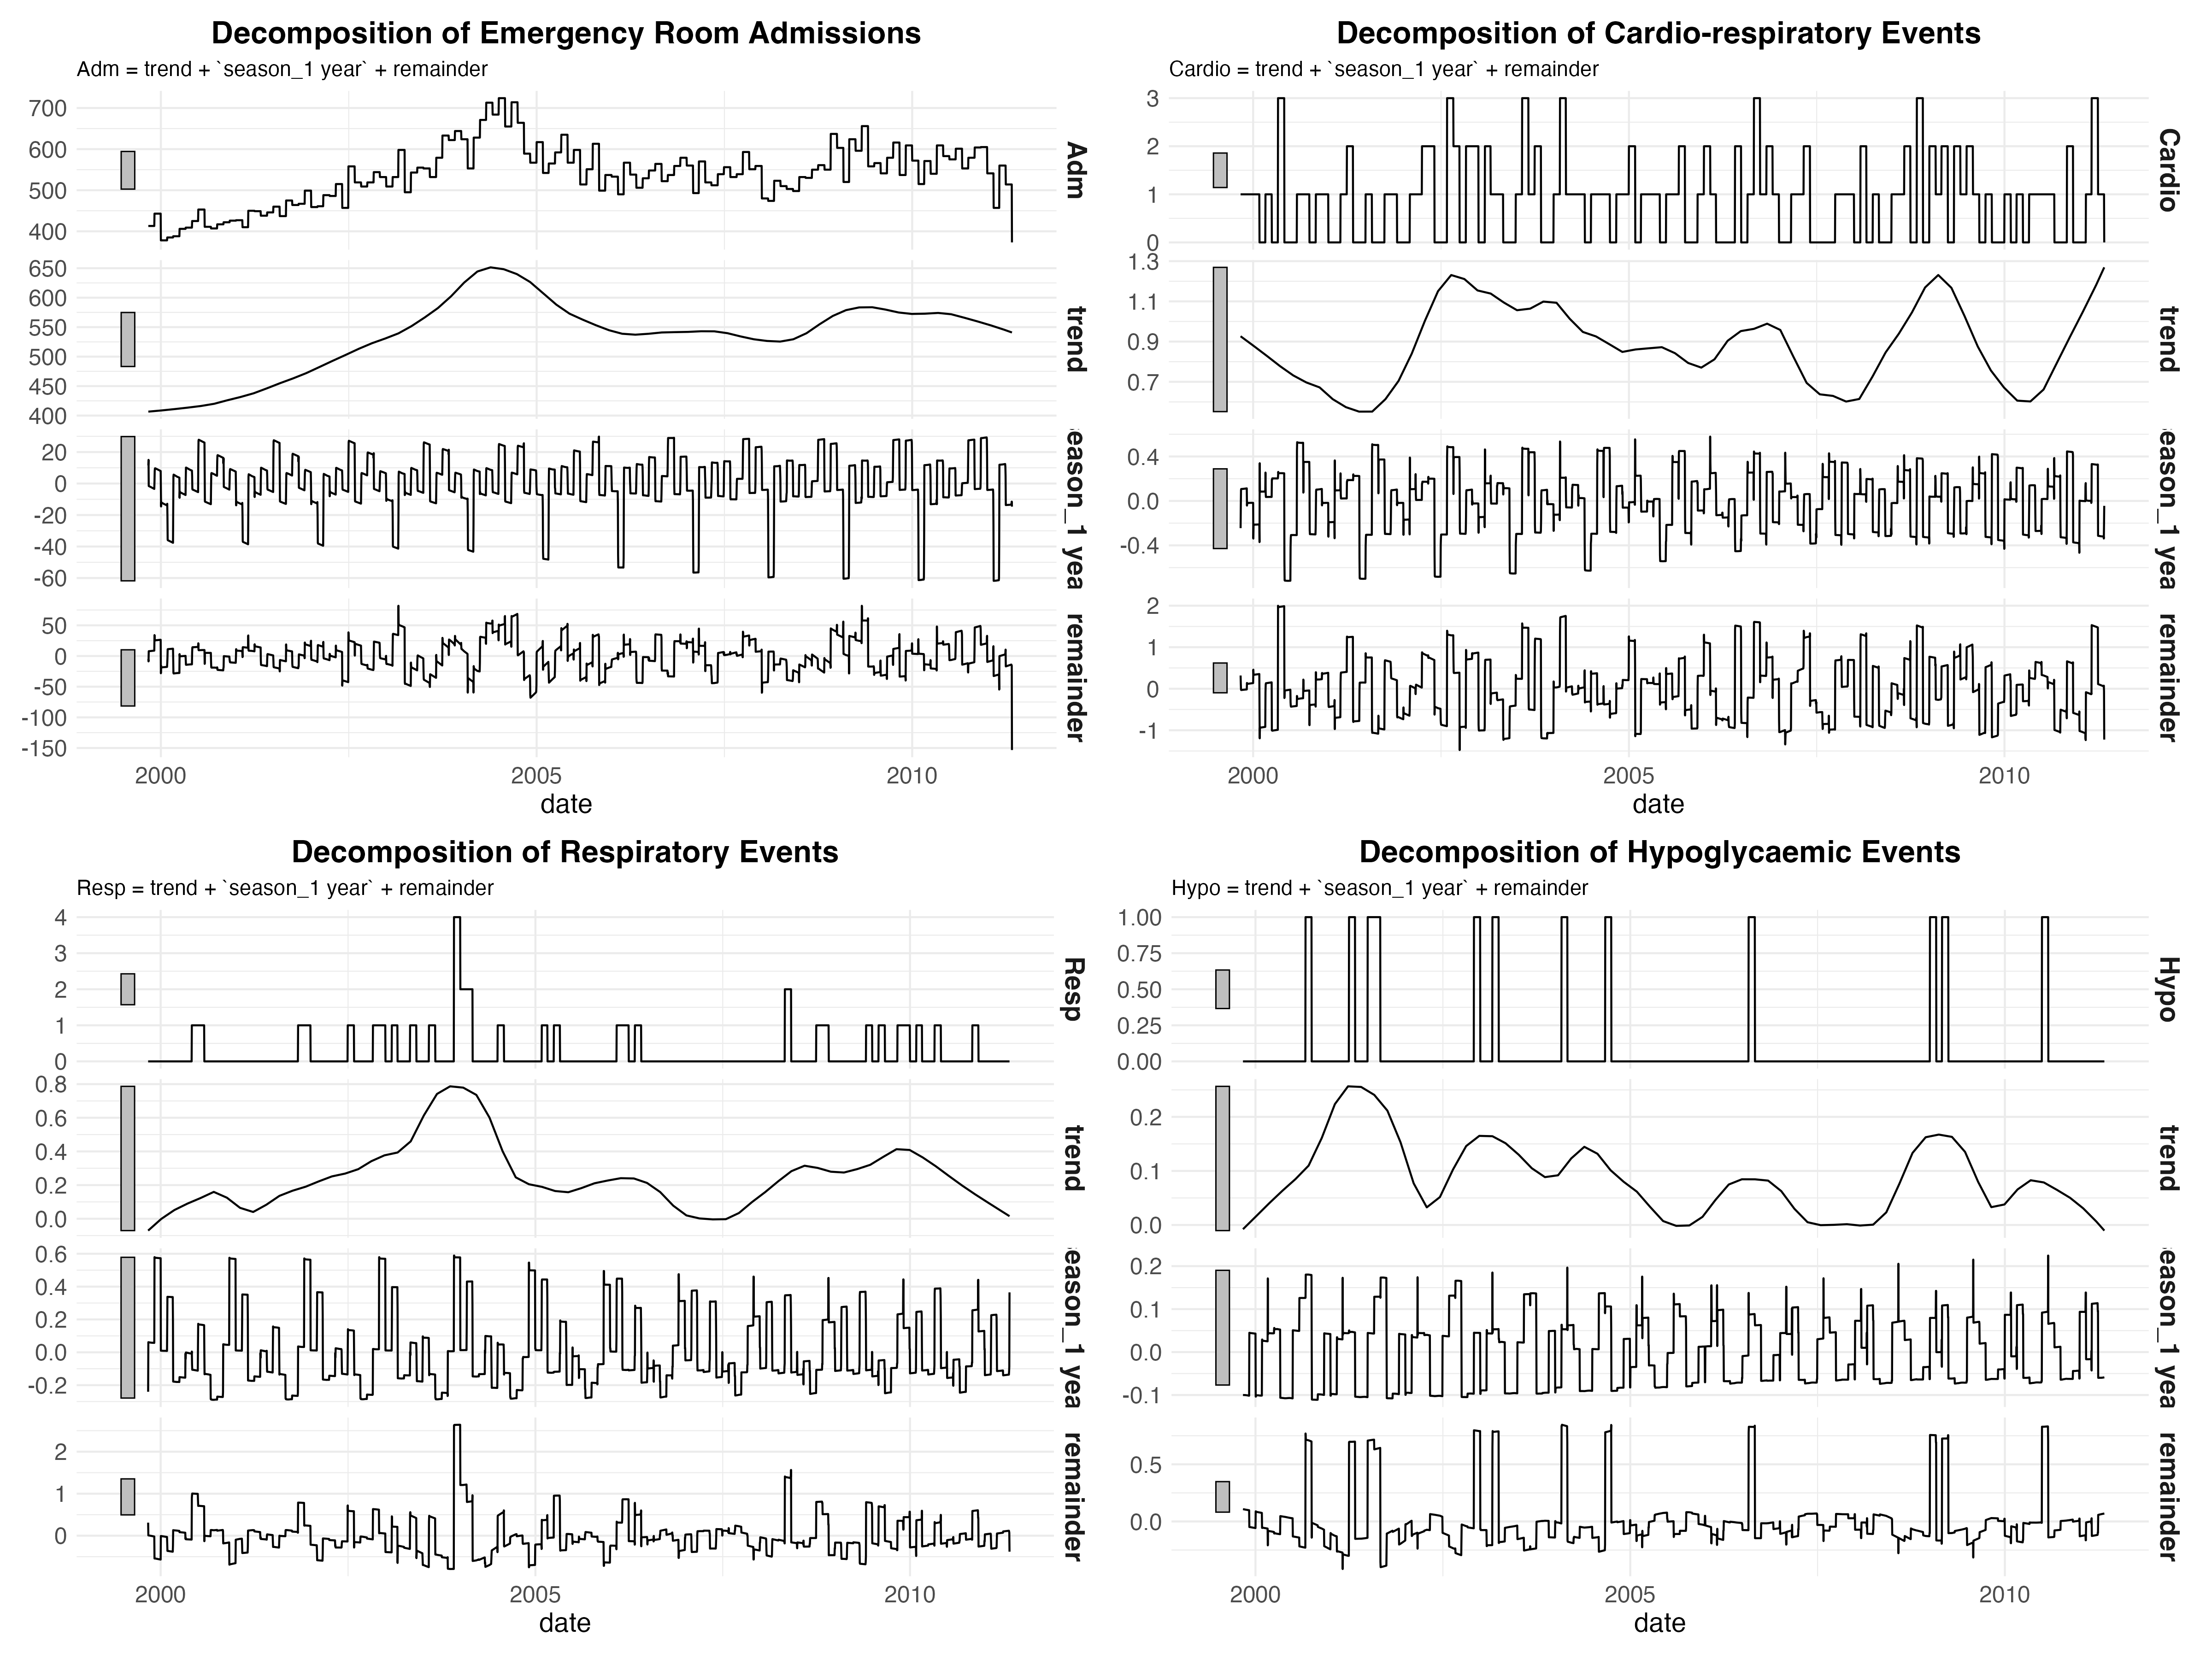 Decomposition of Emergency Room Admissions
Adm = trend + `season_1 year` + remainder
700
600
500
400
Adm
650
600
550
500
450
400
trend
20
0
-20
-40
-60
eason_1 yea
50
0
-50
-100
-150
remainder
2000 2005 2010
date
Decomposition of Cardio-respiratory Events
Cardio = trend + `season_1 year` + remainder
3
2
1
0
Cardio
1.3
1.1
0.9
0.7
trend
0.4
0.0
-0.4
eason_1 yea
2
1
0
-1
remainder
2000 2005 2010
date
Decomposition of Respiratory Events
Resp = trend + `season_1 year` + remainder
4
3
2
1
0
Resp
0.8
0.6
0.4
0.2
0.0
trend
0.6
0.4
0.2
0.0
-0.2
eason_1 yea
2
1
0
remainder
2000 2005 2010
date
Decomposition of Hypoglycaemic Events
Hypo = trend + `season_1 year` + remainder
1.00
0.75
0.50
0.25
0.00
Hypo
0.2
0.1
0.0
trend
0.2
0.1
0.0
-0.1
eason_1 yea
0.5
0.0
remainder
2000 2005 2010
date